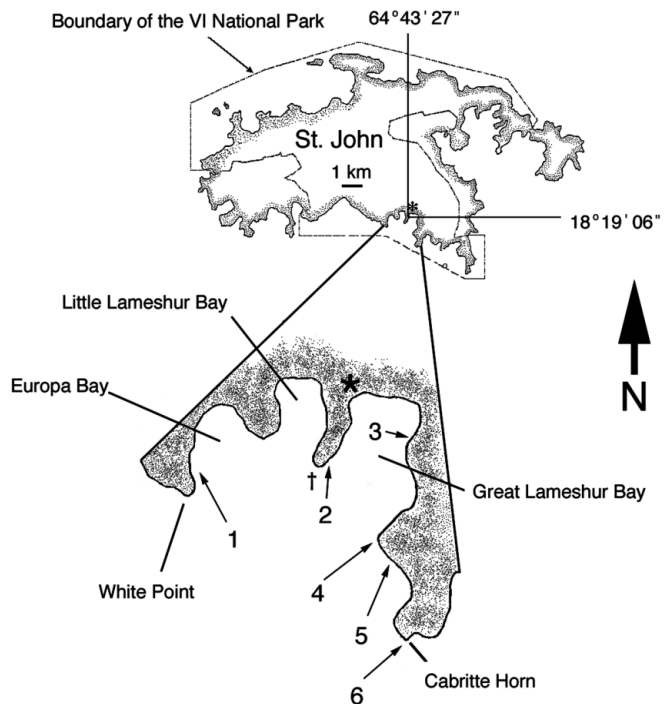 Boundary of the VI National Park
64°43'27"
St. John
1 km
*
18°19'06"
Little Lameshur Bay
N
Europa Bay
*
3
†
2
Great Lameshur Bay
1
White Point
4
5
6
Cabritte Horn